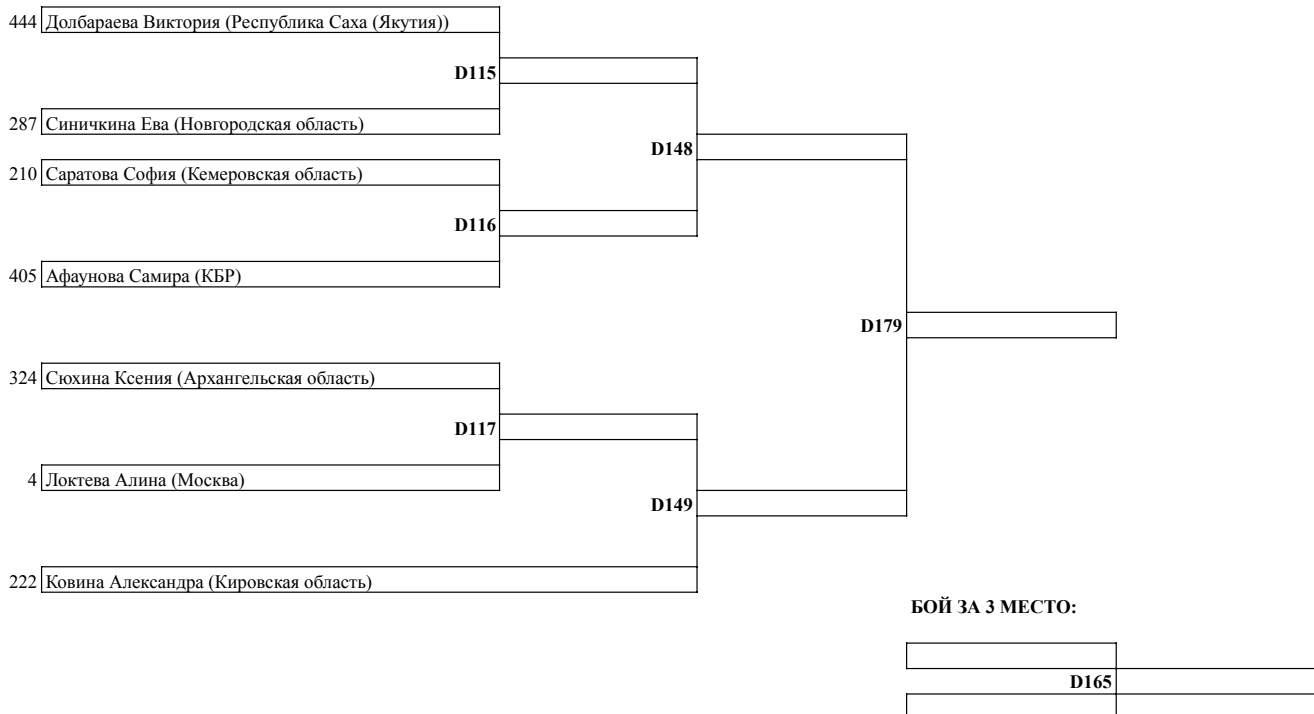 444 Долбараева Виктория (Республика Саха (Якутия))
D115
287 Синичкина Ева (Новгородская область)
D148
210 Саратова София (Кемеровская область)
D116
405 Афаунова Самира (КБР)
D179
324 Сюхина Ксения (Архангельская область)
D117
4 Локтева Алина (Москва)
D149
222 Ковина Александра (Кировская область)
БОЙ ЗА 3 МЕСТО:
D165